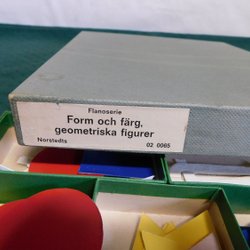 Flanoserie
Form och färg,
geometriska figurer
Norstedts 02 0065